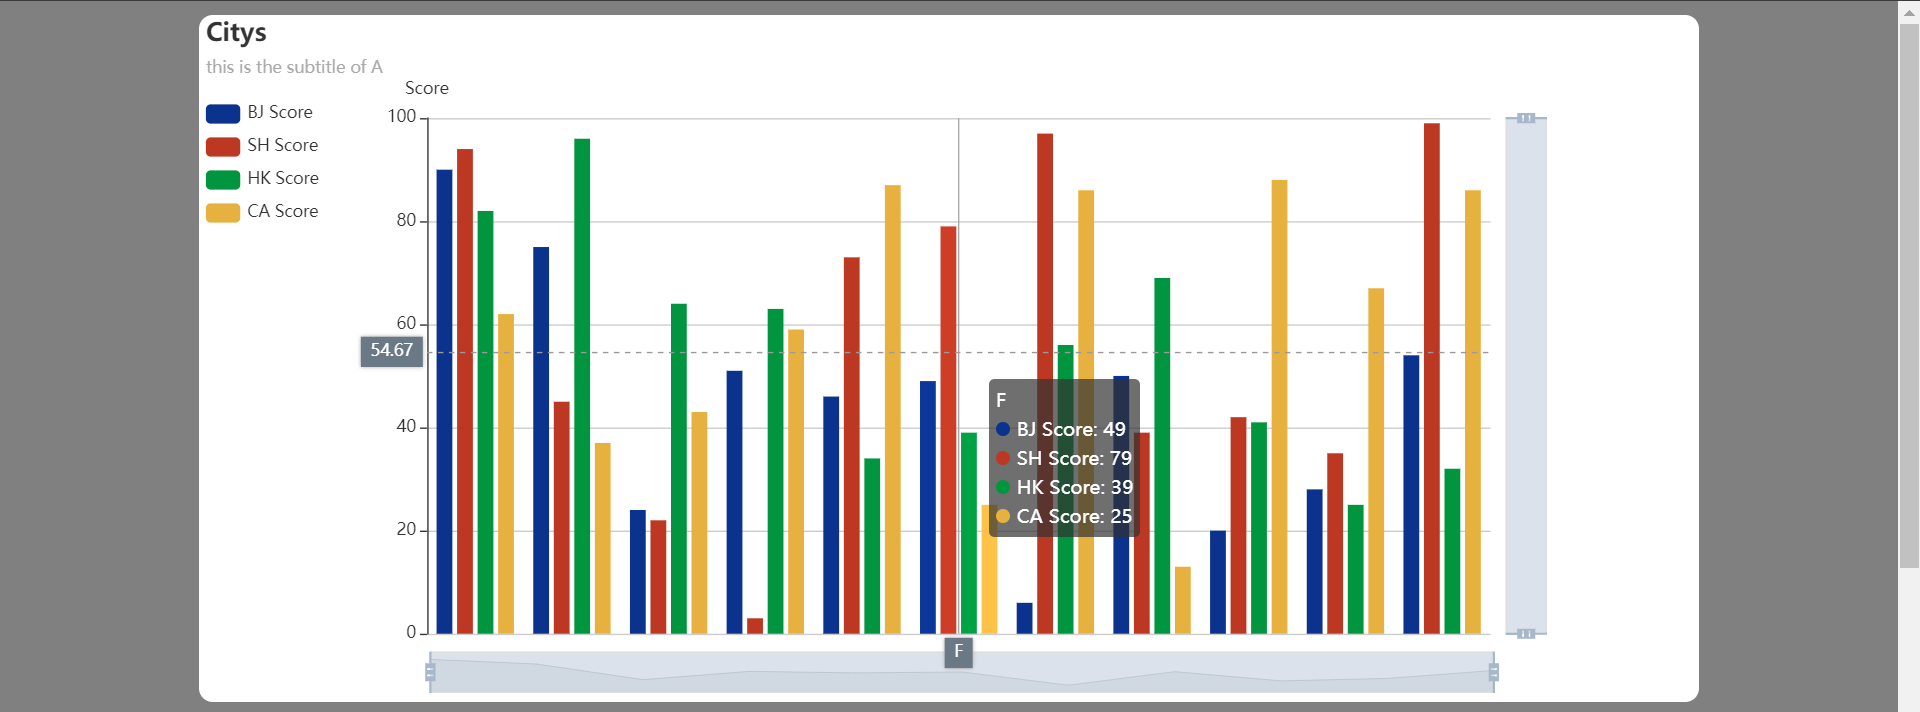 Citys
this is the subtitle of A
Score
BJ Score
SH Score
HK Score
CA Score
100
80
60
54.67
40
20
0
F
BJ Score: 49
SH Score: 79
HK Score: 39
CA Score: 25
F